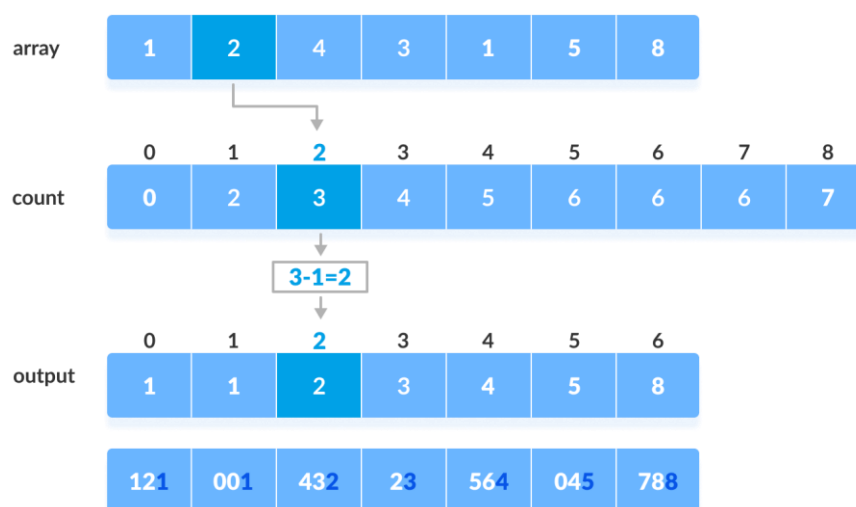 array 1 2 4 3 1 5 8
0 1 2 3 4 5 6 7 8
count 0 2 3 4 5 6 6 6 7
3-1=2
0 1 2 3 4 5 6
output 1 1 2 3 4 5 8
121 001 432 23 564 045 788